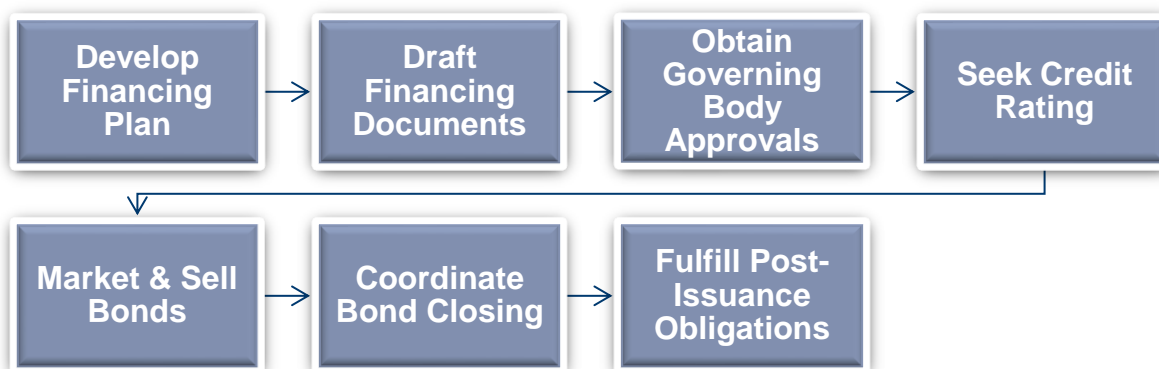 Develop
Financing
Plan
Draft
Financing
Documents
Obtain
Governing
Body
Approvals
Seek Credit
Rating
Market & Sell
Bonds
Coordinate
Bond Closing
Fulfill Post-
Issuance
Obligations